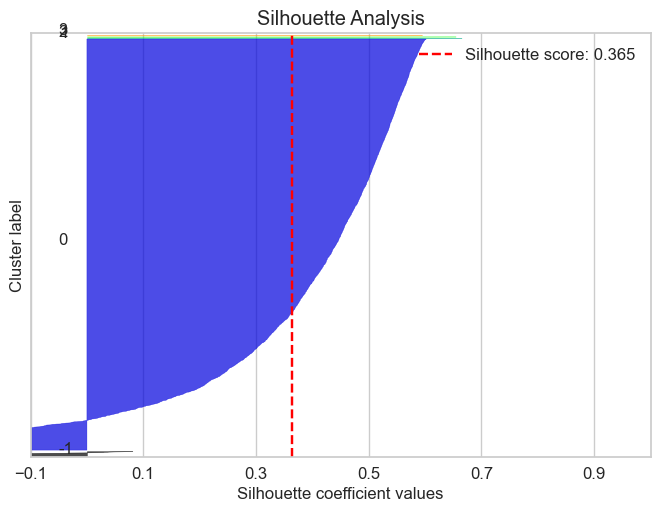 Silhouette Analysis
Silhouette score: 0.365
Cluster label
0
-1
−0.1 0.1 0.3 0.5 0.7 0.9
Silhouette coefficient values